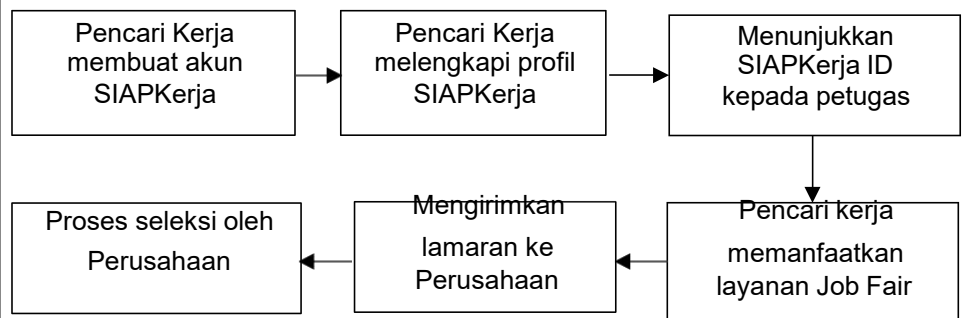 Pencari Kerja
membuat akun
SIAPKerja
Pencari Kerja
melengkapi profil
SIAPKerja
Menunjukkan
SIAPKerja ID
kepada petugas
Pencari kerja
memanfaatkan
layanan Job Fair
Mengirimkan
lamaran ke
Perusahaan
Proses seleksi oleh
Perusahaan